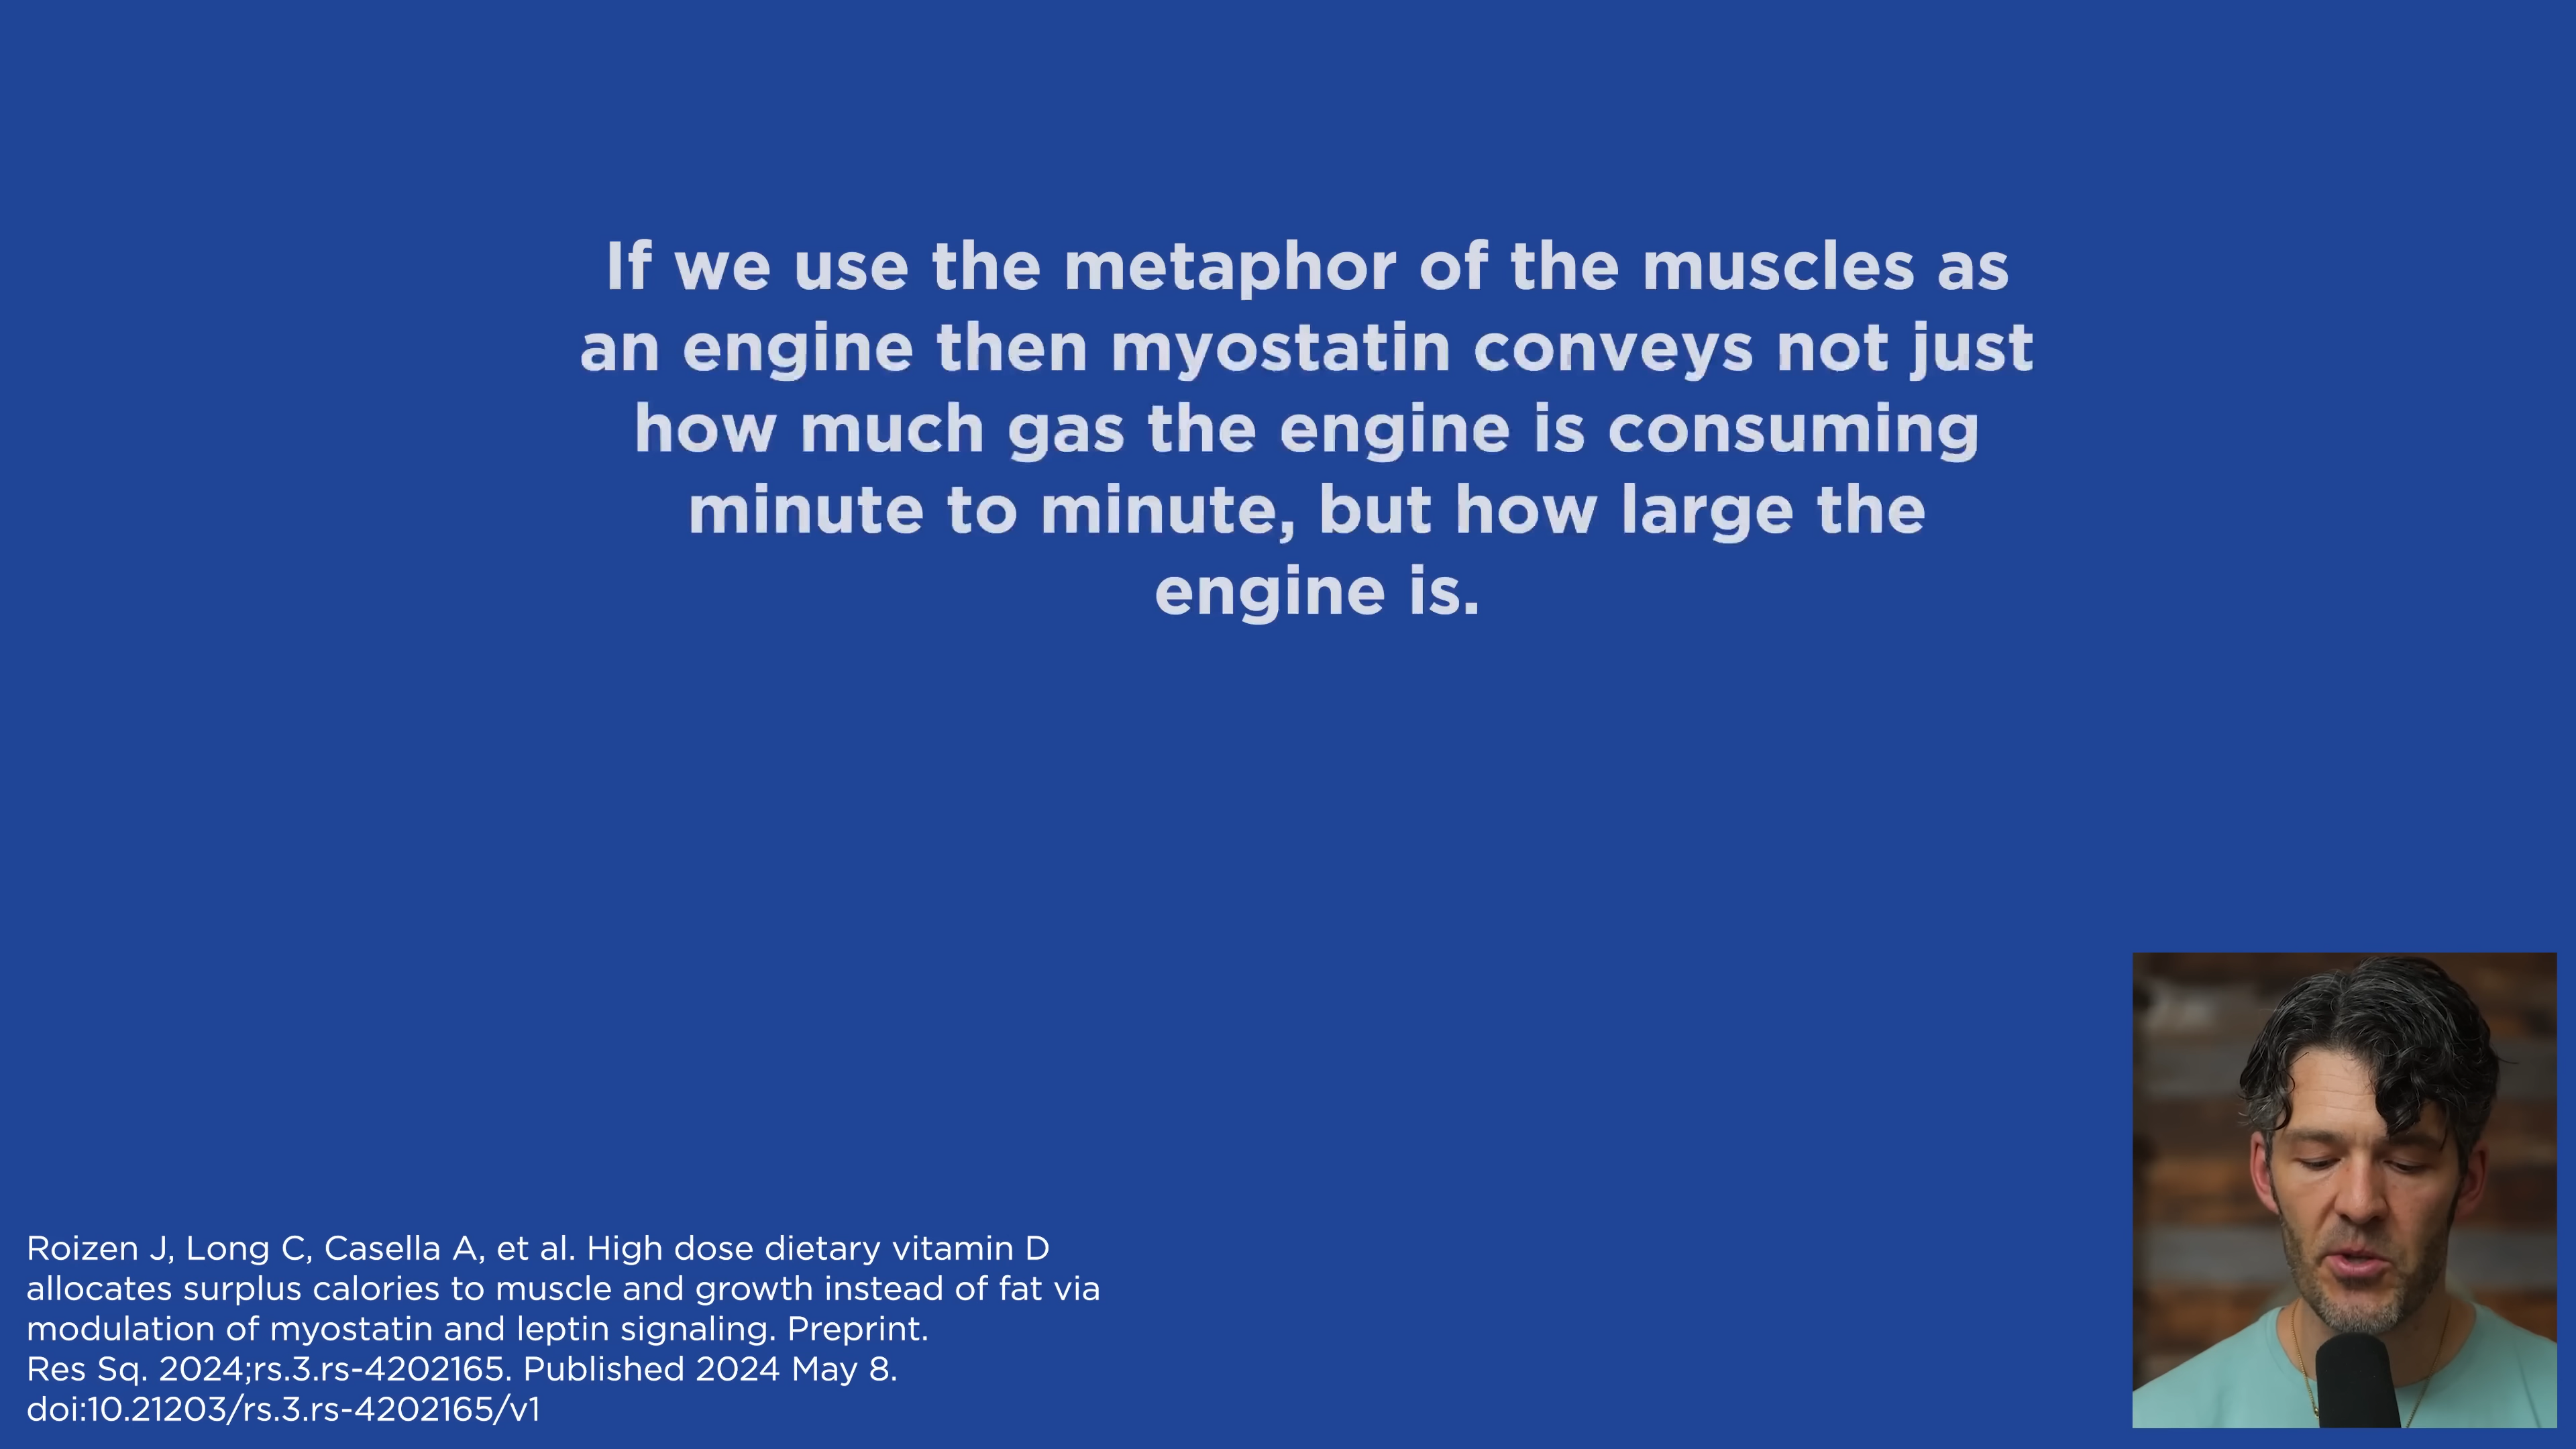 If we use the metaphor of the muscles as
an engine then myostatin conveys not just
how much gas the engine is consuming
minute to minute, but how large the
engine is.
Roizen J, Long C, Casella A, et al. High dose dietary vitamin D
allocates surplus calories to muscle and growth instead of fat via
modulation of myostatin and leptin signaling. Preprint.
Res Sq. 2024;rs.3.rs-4202165. Published 2024 May 8.
doi:10.21203/rs.3.rs-4202165/v1